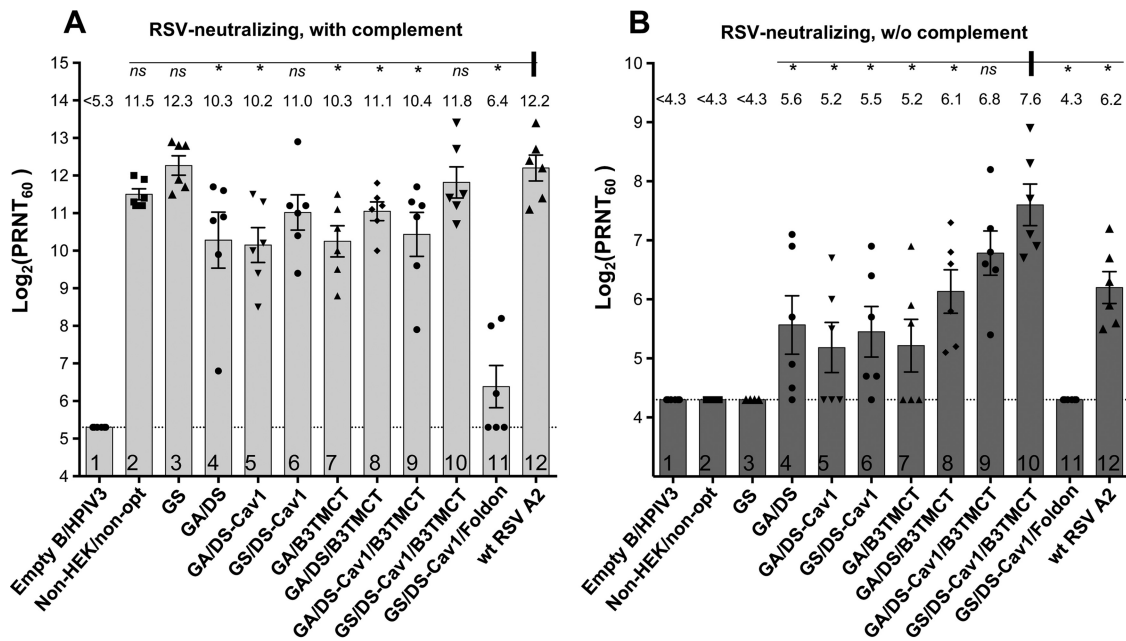 A
RSV-neutralizing, with complement
ns ns * * ns * * * ns *
<5.3 11.5 12.3 10.3 10.2 11.0 10.3 11.1 10.4 11.8 6.4 12.2
Log2(PRNT60)
15
14
13
12
11
10
9
8
7
6
5
4
1 2 3 4 5 6 7 8 9 10 11 12
Empty B/HPIV3
Non-HEK/non-opt
GS
GA/DS
GA/DS-Cav1
GS/DS-Cav1
GA/B3TMCT
GA/DS/B3TMCT
GA/DS-Cav1/B3TMCT
GS/DS-Cav1/B3TMCT
GS/DS-Cav1/Foldon
wt RSV A2
B
RSV-neutralizing, w/o complement
* * * * * ns * *
<4.3 <4.3 <4.3 5.6 5.2 5.5 5.2 6.1 6.8 7.6 4.3 6.2
Log2(PRNT60)
10
9
8
7
6
5
4
1 2 3 4 5 6 7 8 9 10 11 12
Empty B/HPIV3
Non-HEK/non-opt
GS
GA/DS
GA/DS-Cav1
GS/DS-Cav1
GA/B3TMCT
GA/DS/B3TMCT
GA/DS-Cav1/B3TMCT
GS/DS-Cav1/B3TMCT
GS/DS-Cav1/Foldon
wt RSV A2